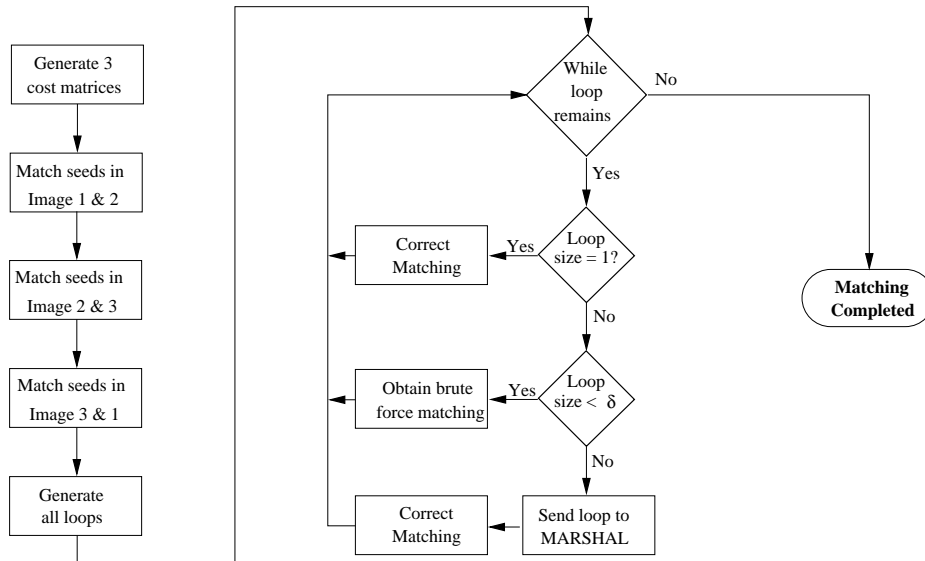 Generate 3
cost matrices
Match seeds in
Image 1 & 2
Match seeds in
Image 2 & 3
Match seeds in
Image 3 & 1
Generate
all loops
While
loop
remains
No
Yes
Loop
size = 1?
Yes
Correct
Matching
No
Loop
size < δ
Yes
Obtain brute
force matching
No
Send loop to
MARSHAL
Correct
Matching
Matching
Completed